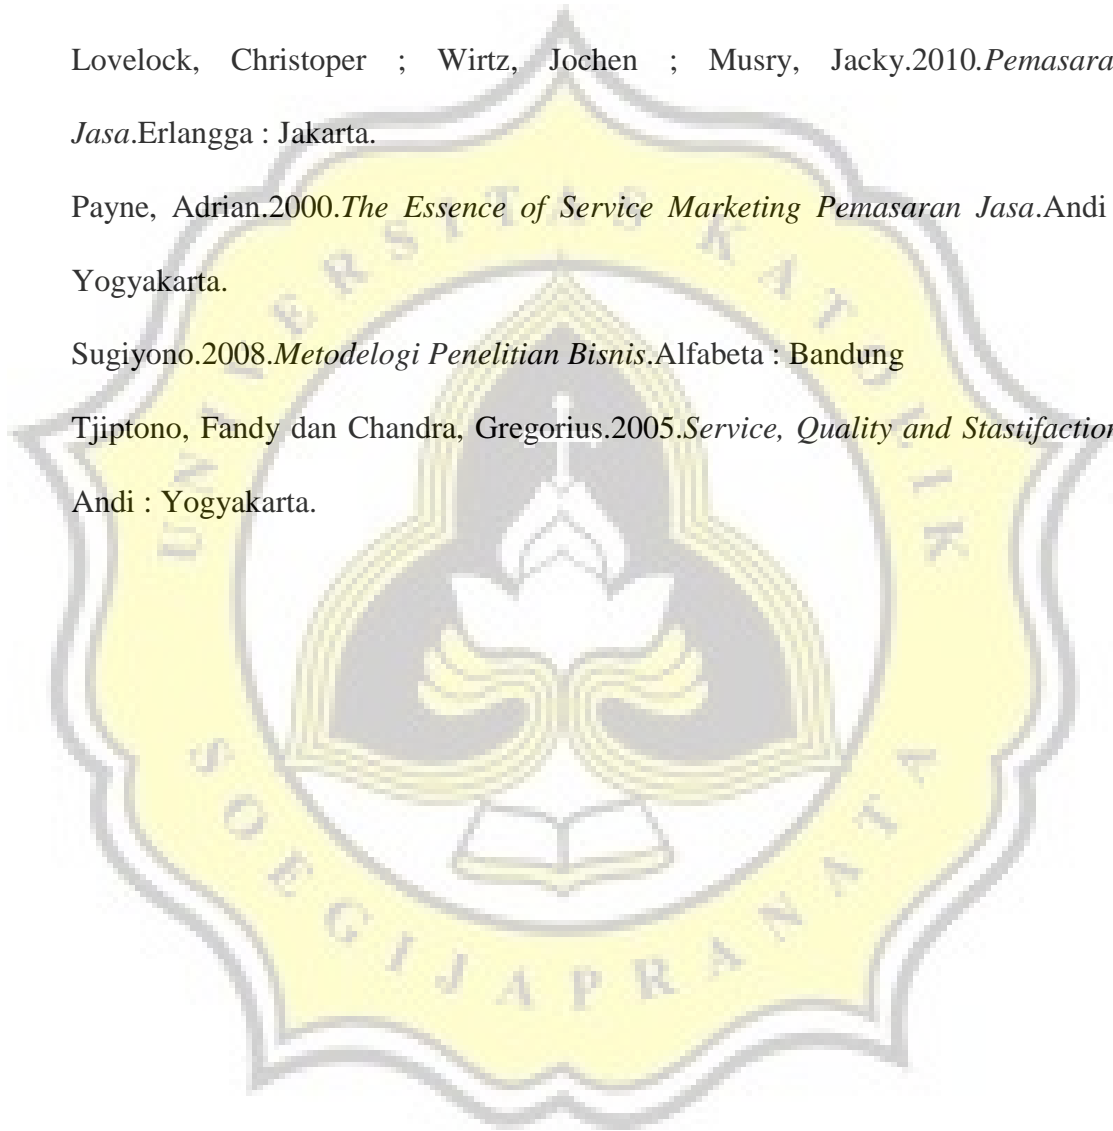 Lovelock, Christoper ; Wirtz, Jochen ; Musry, Jacky.2010.Pemasara
Jasa.Erlangga : Jakarta.
Payne, Adrian.2000.The Essence of Service Marketing Pemasaran Jasa.Andi
Yogyakarta.
Sugiyono.2008.Metodelogi Penelitian Bisnis.Alfabeta : Bandung
Tjiptono, Fandy dan Chandra, Gregorius.2005.Service, Quality and Stastifaction
Andi : Yogyakarta.
UNIVERSITAS KATOLIK
SOEGIJAPRANATA